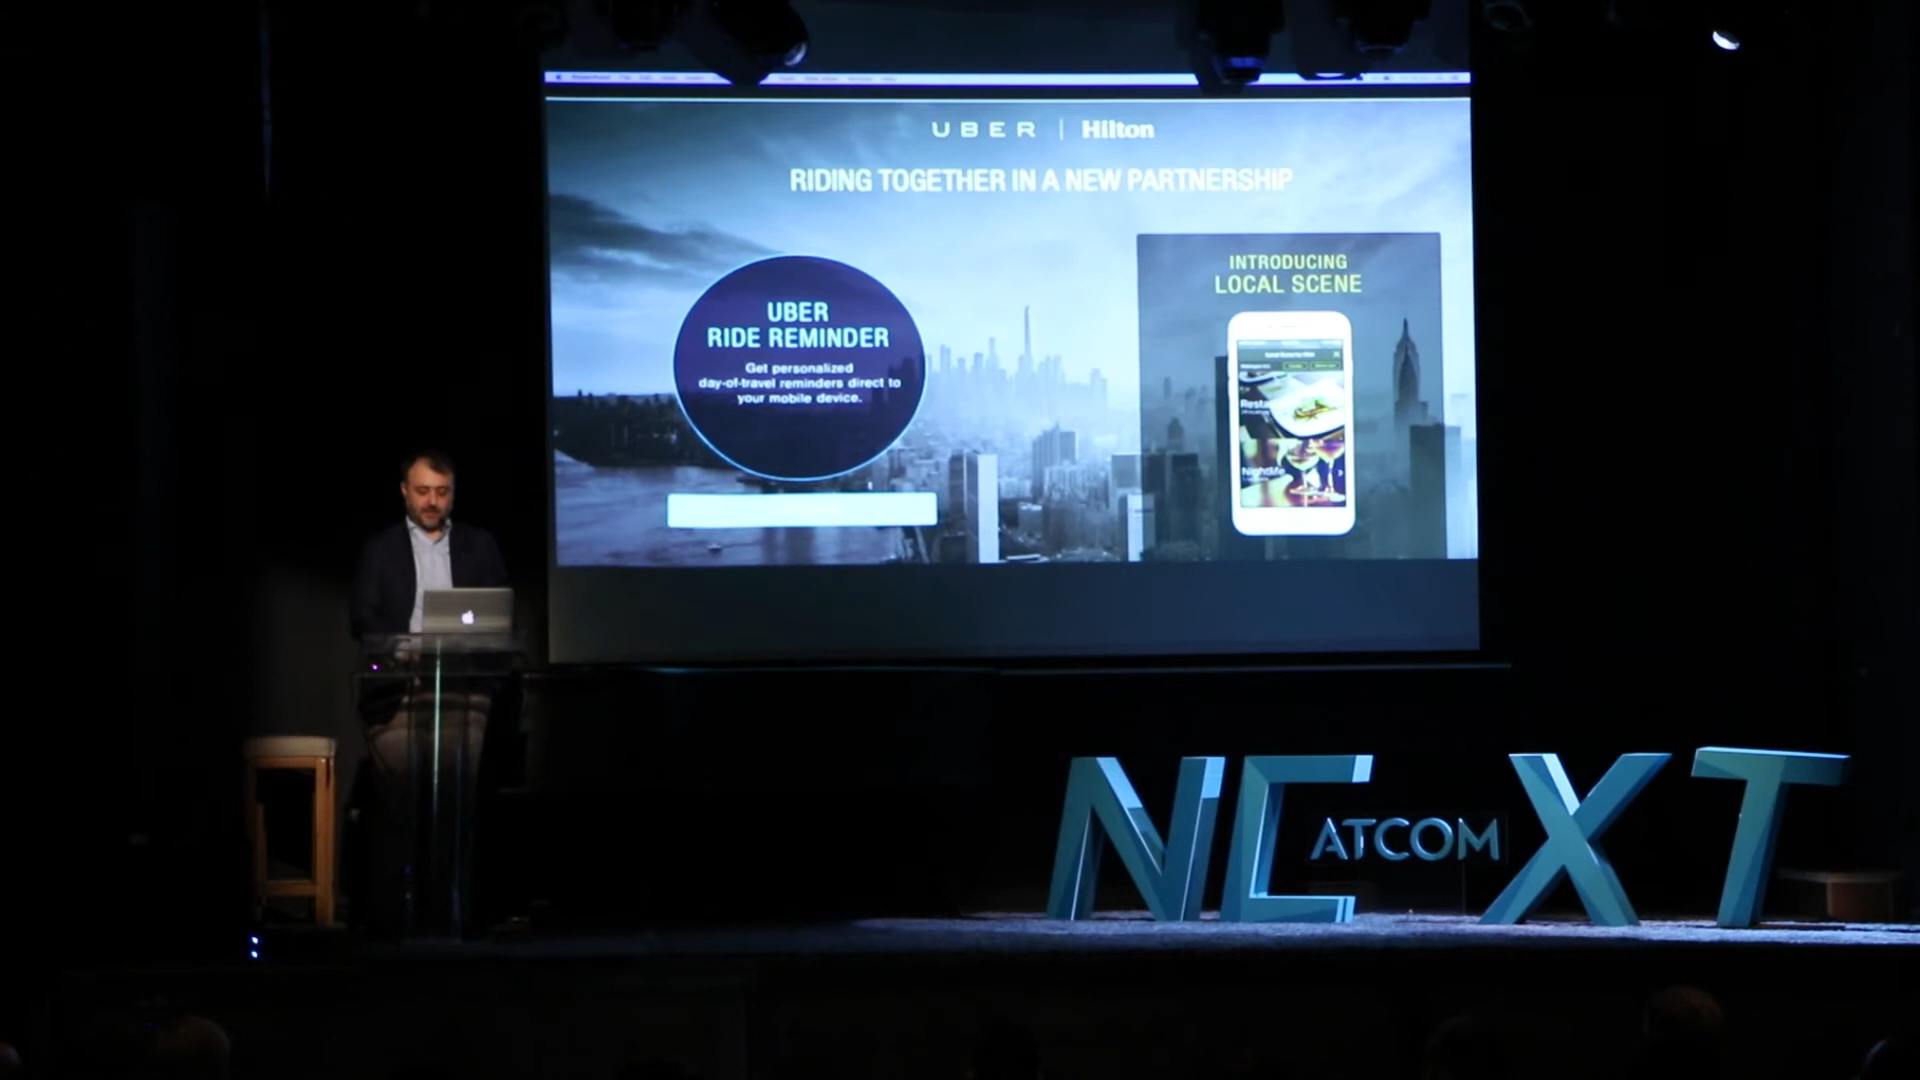 UBER | Hilton
RIDING TOGETHER IN A NEW PARTNERSHIP
UBER
RIDE REMINDER
Get personalized
day-of-travel reminders direct to
your mobile device.
INTRODUCING
LOCAL SCENE
Nightlife
NEXT
ATCOM